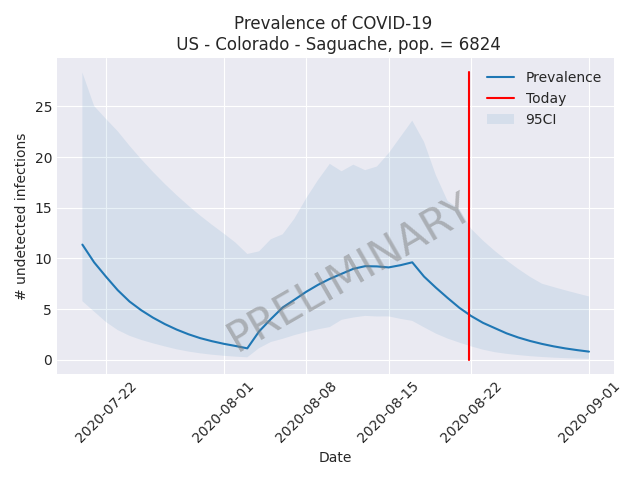 Prevalence of COVID-19
US - Colorado - Saguache, pop. = 6824
Prevalence
Today
95CI
PRELIMINARY
# undetected infections
25
20
15
10
5
0
2020-07-22
2020-08-01
2020-08-08
2020-08-15
2020-08-22
2020-09-01
Date